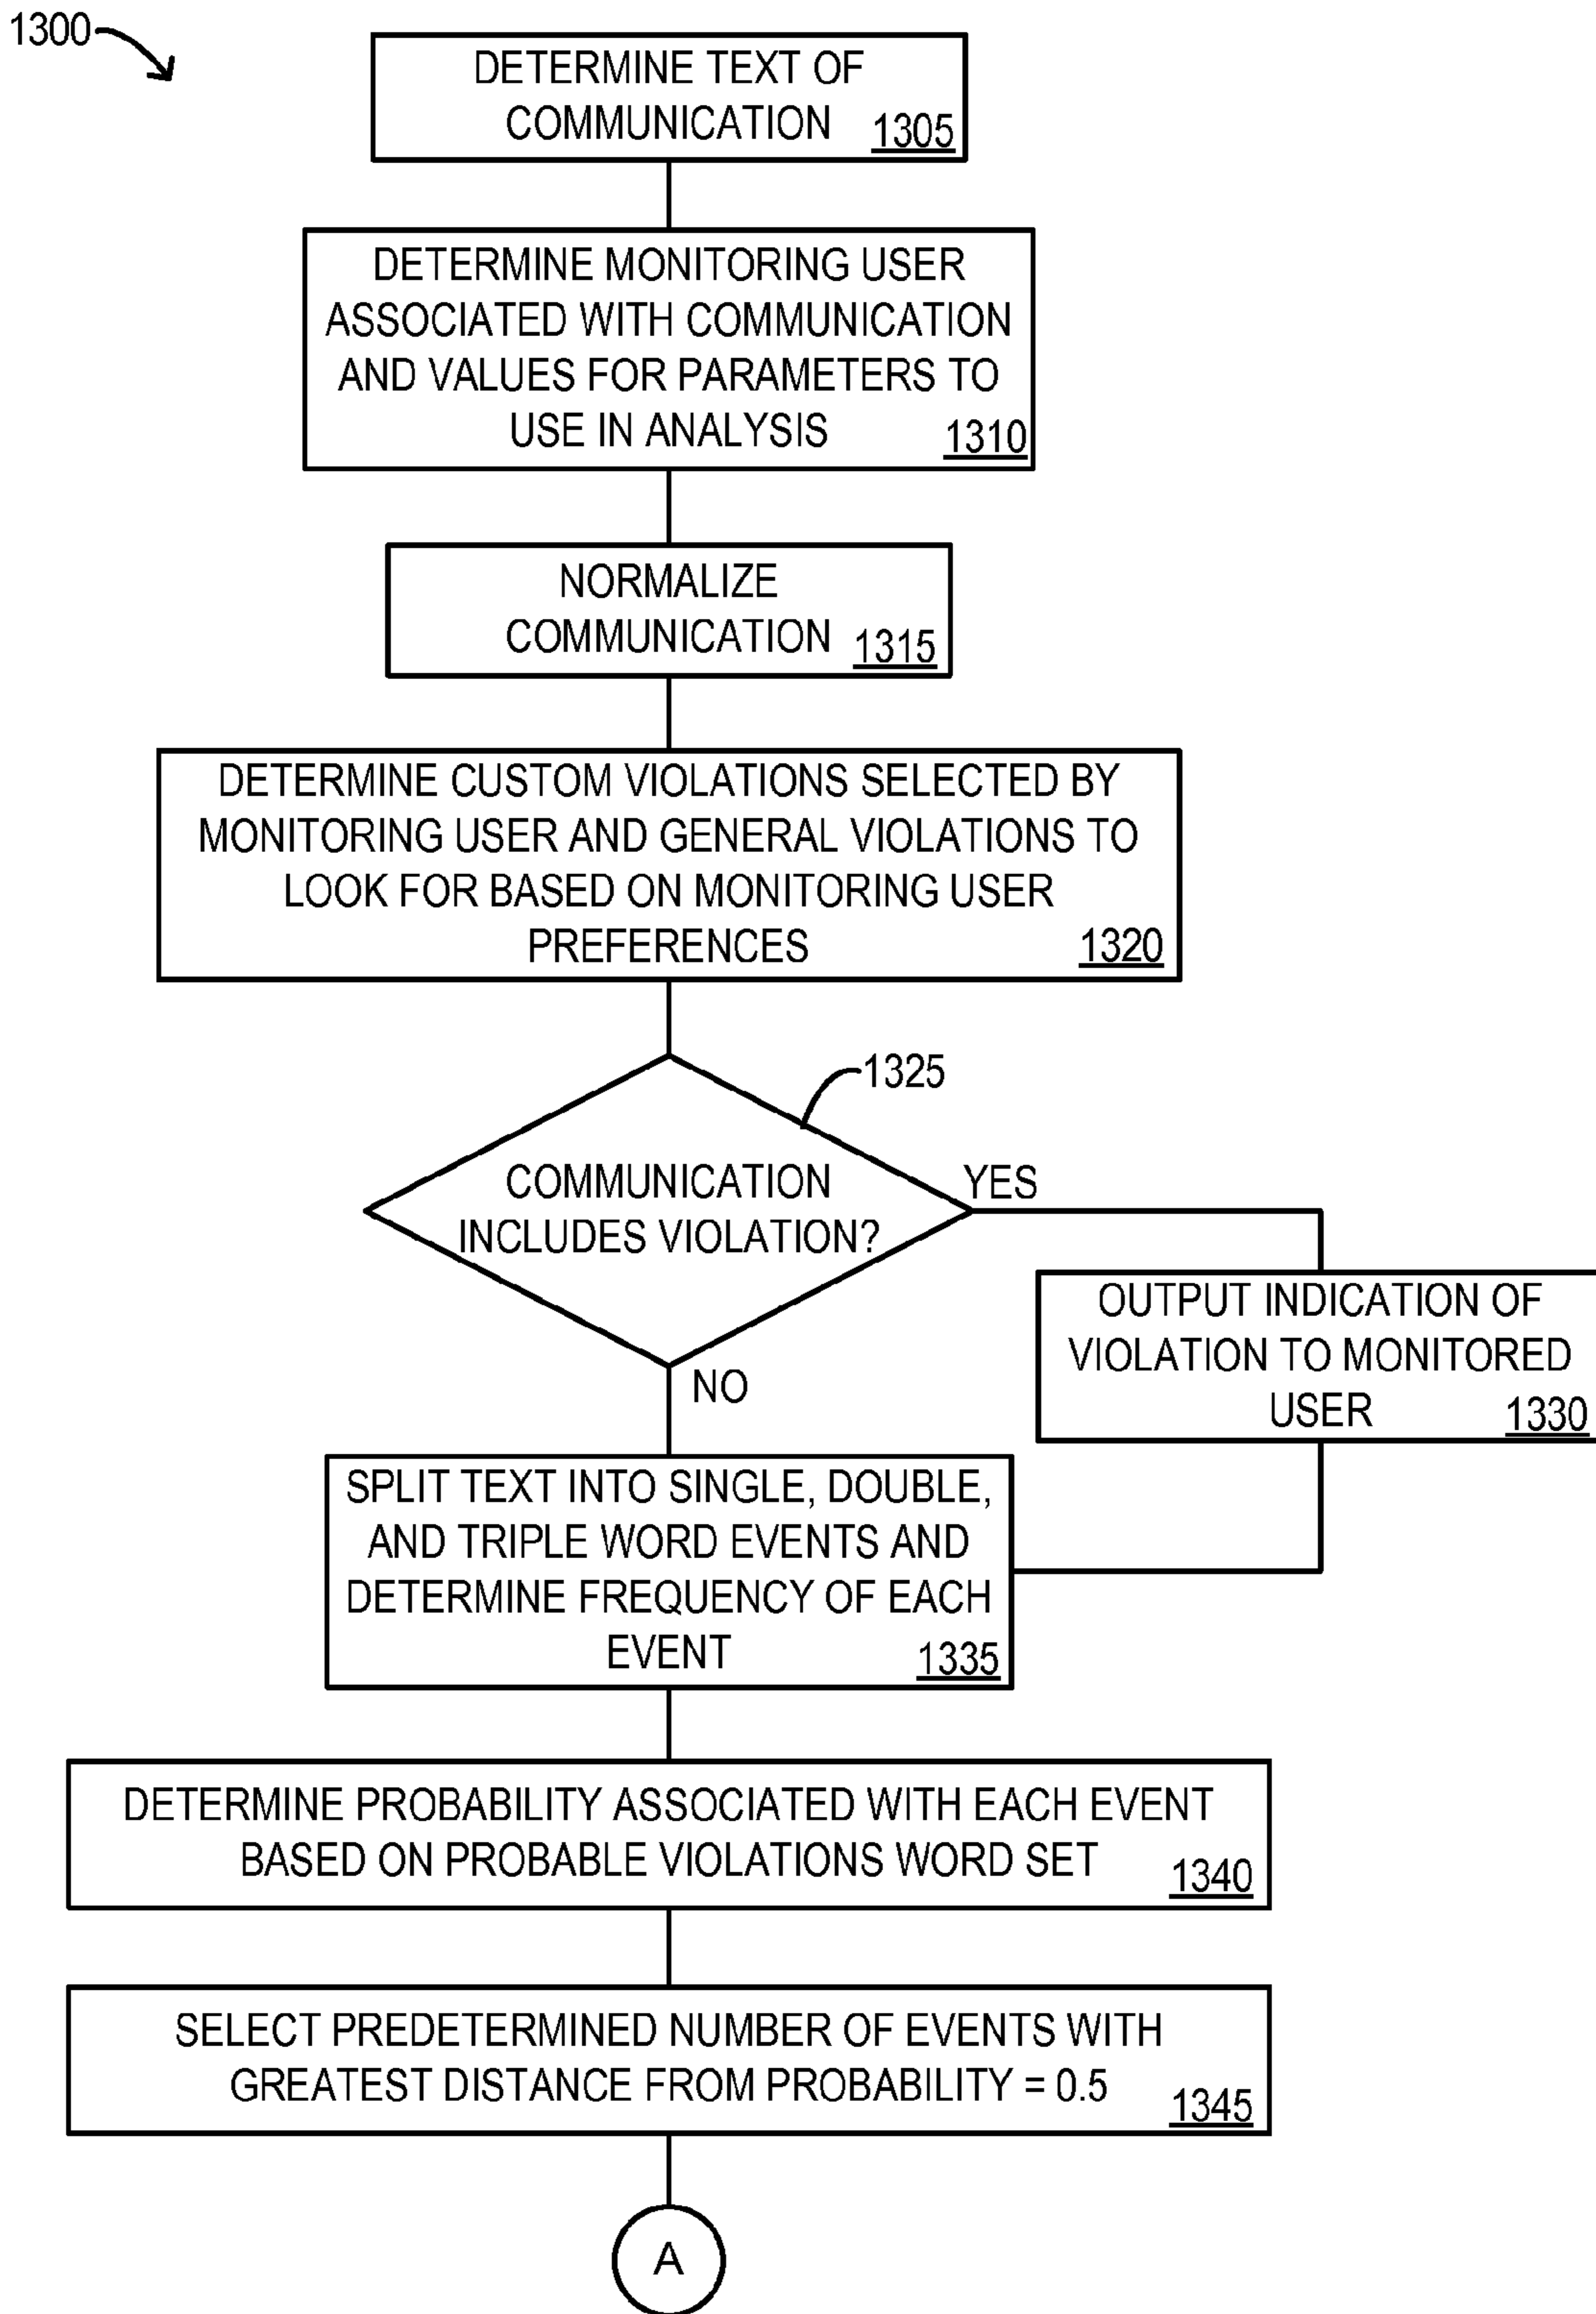 1300
DETERMINE TEXT OF
COMMUNICATION 1305
DETERMINE MONITORING USER
ASSOCIATED WITH COMMUNICATION
AND VALUES FOR PARAMETERS TO
USE IN ANALYSIS 1310
NORMALIZE
COMMUNICATION 1315
DETERMINE CUSTOM VIOLATIONS SELECTED BY
MONITORING USER AND GENERAL VIOLATIONS TO
LOOK FOR BASED ON MONITORING USER
PREFERENCES 1320
1325
COMMUNICATION
INCLUDES VIOLATION?
YES
OUTPUT INDICATION OF
VIOLATION TO MONITORED
USER 1330
NO
SPLIT TEXT INTO SINGLE, DOUBLE,
AND TRIPLE WORD EVENTS AND
DETERMINE FREQUENCY OF EACH
EVENT 1335
DETERMINE PROBABILITY ASSOCIATED WITH EACH EVENT
BASED ON PROBABLE VIOLATIONS WORD SET 1340
SELECT PREDETERMINED NUMBER OF EVENTS WITH
GREATEST DISTANCE FROM PROBABILITY = 0.5 1345
A